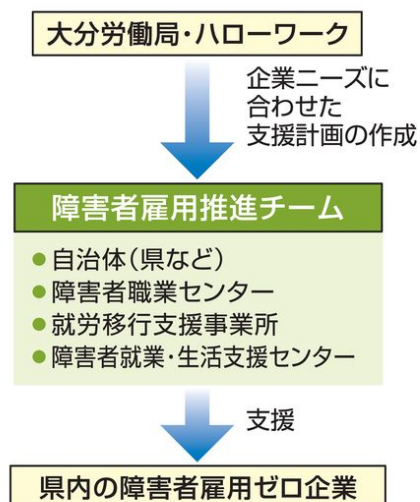 大分労働局・ハローワーク
企業ニーズに
合わせた
支援計画の作成
障害者雇用推進チーム
●自治体(県など)
●障害者職業センター
●就労移行支援事業所
●障害者就業・生活支援センター
支援
県内の障害者雇用ゼロ企業